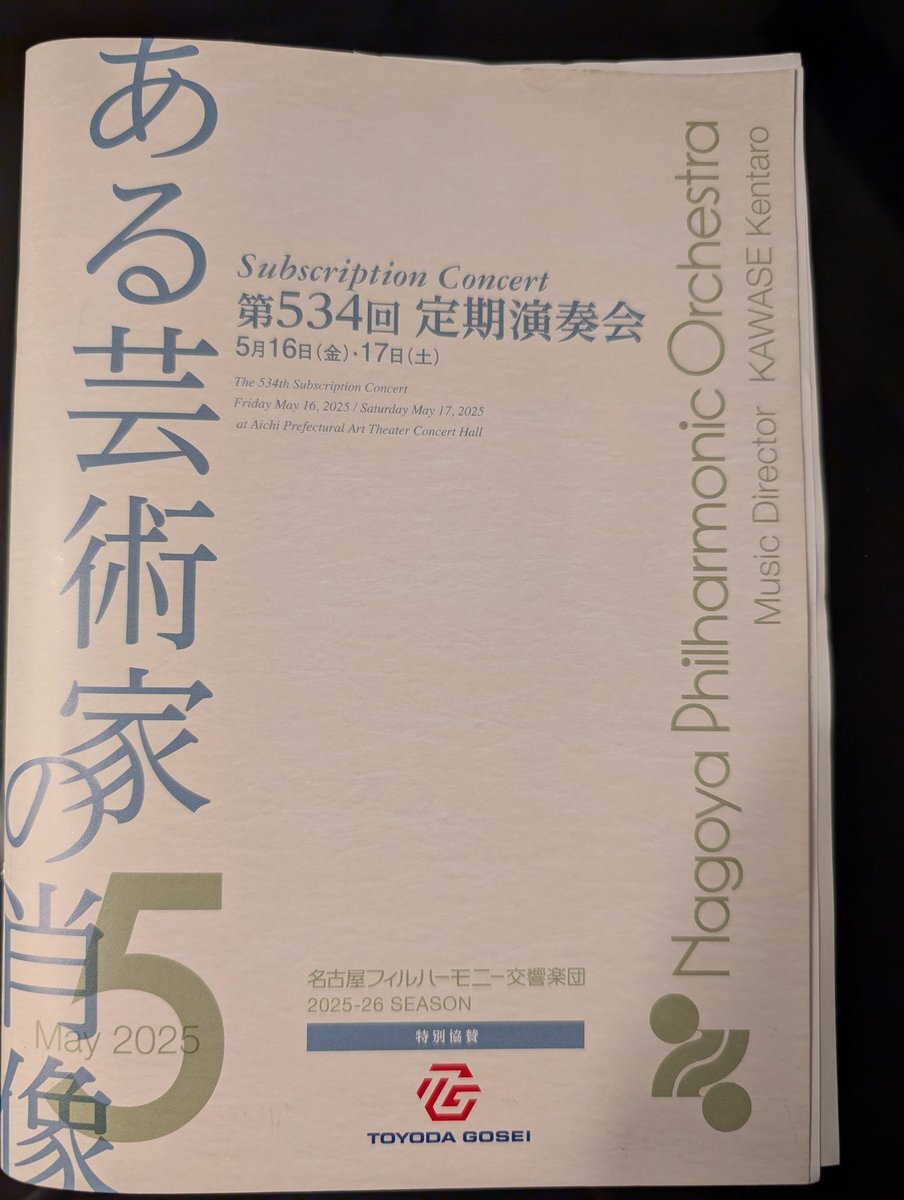 ある芸術家の肖像
Subscription Concert
第534回 定期演奏会
5月16日(金)・17日(土)
The 534th Subscription Concert
Friday May 16, 2025 / Saturday May 17, 2025
at Aichi Prefectural Art Theater Concert Hall
Nagoya Philharmonic Orchestra
Music Director KAWASE Kentaro
5
May 2025
名古屋フィルハーモニー交響楽団
2025-26 SEASON
特別協賛
TG
TOYODA GOSEI